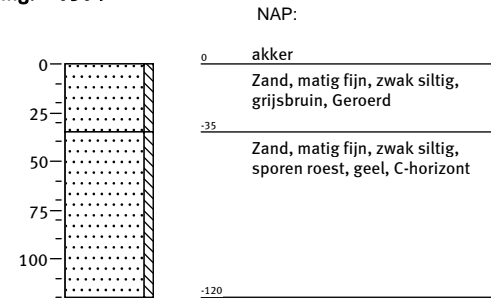 NAP:
0 akker
Zand, matig fijn, zwak siltig,
grijsbruin, Geroerd
-35
Zand, matig fijn, zwak siltig,
sporen roest, geel, C-horizont
-120
0
25
50
75
100